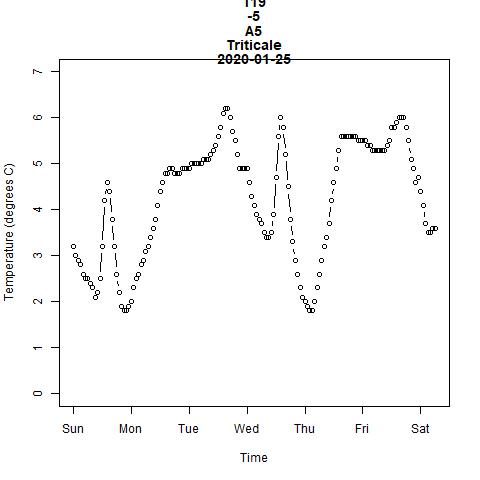 T19
-5
A5
Triticale
2020-01-25
7
6
5
4
3
2
1
0
Temperature (degrees C)
Sun Mon Tue Wed Thu Fri Sat
Time